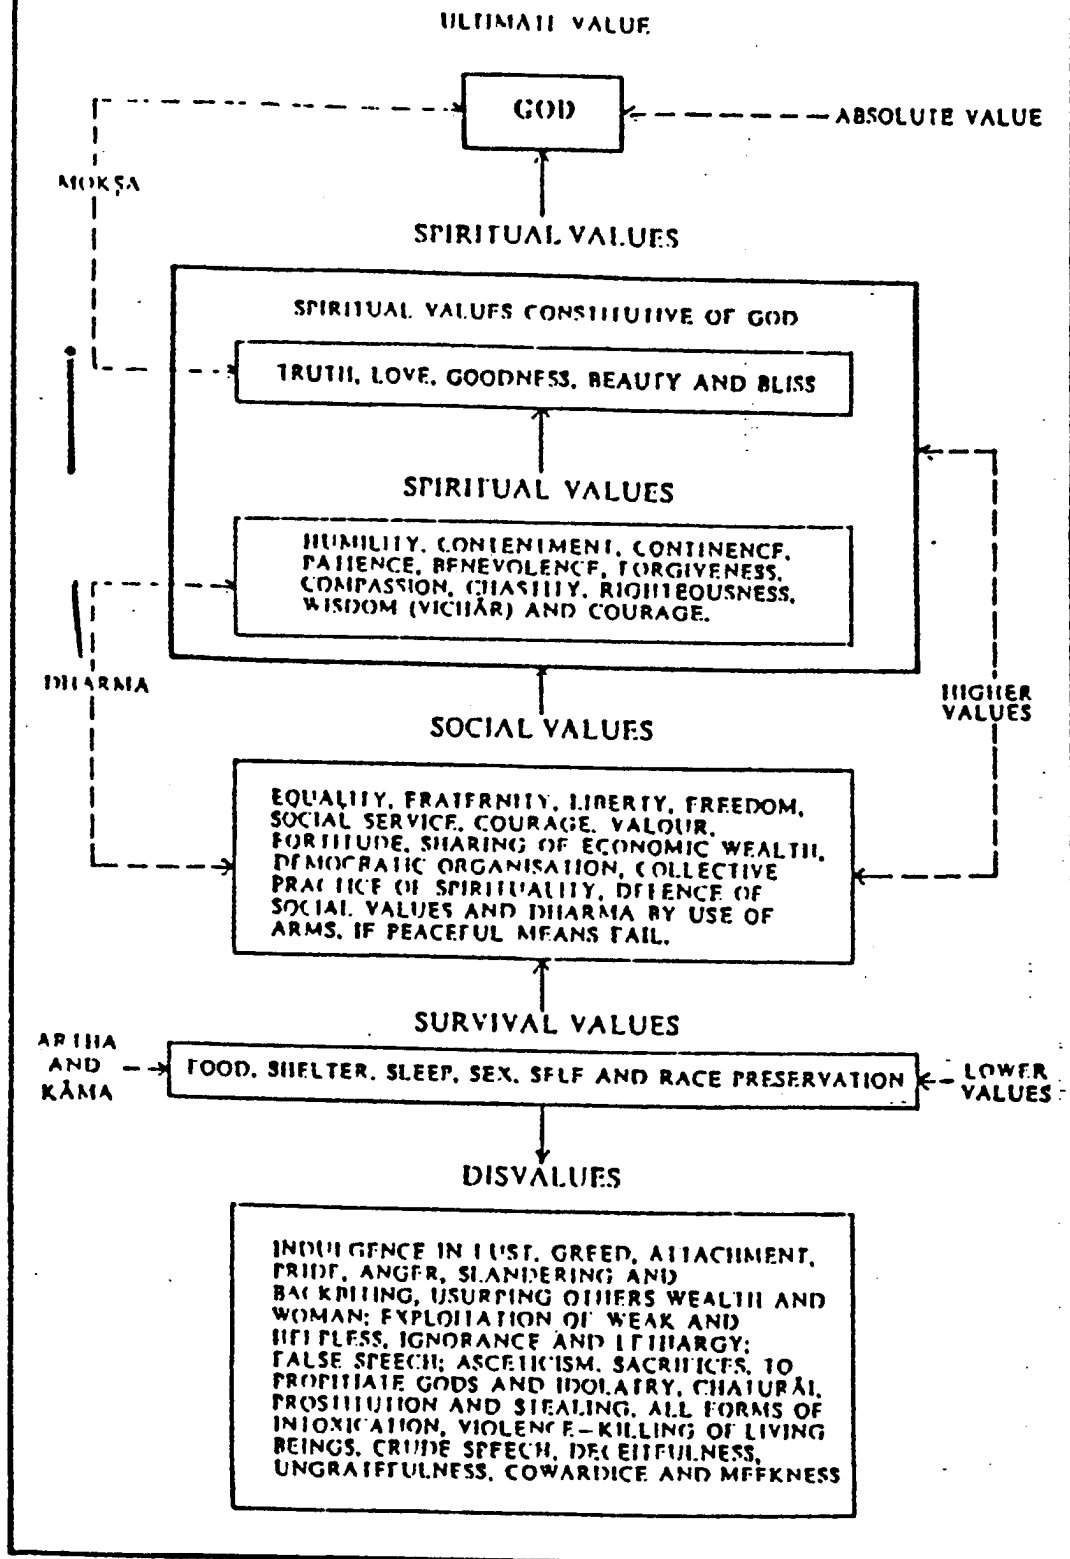 ULTIMATE VALUE
GOD
ABSOLUTE VALUE
MOKṢA
SPIRITUAL VALUES
SPIRITUAL VALUES CONSTITUTIVE OF GOD
TRUTH, LOVE, GOODNESS, BEAUTY AND BLISS
SPIRITUAL VALUES
HUMILITY, CONTENTMENT, CONTINENCE,
PATIENCE, BENEVOLENCE, FORGIVENESS,
COMPASSION, CHASTITY, RIGHTEOUSNESS,
WISDOM (VICHĀR) AND COURAGE.
DHARMA
HIGHER
VALUES
SOCIAL VALUES
EQUALITY, FRATERNITY, LIBERTY, FREEDOM,
SOCIAL SERVICE, COURAGE, VALOUR,
FORTITUDE, SHARING OF ECONOMIC WEALTH,
DEMOCRATIC ORGANISATION, COLLECTIVE
PRACTICE OF SPIRITUALITY, DEFENCE OF
SOCIAL VALUES AND DHARMA BY USE OF
ARMS, IF PEACEFUL MEANS FAIL.
SURVIVAL VALUES
ARTHA
AND
KĀMA
FOOD, SHELTER, SLEEP, SEX, SELF AND RACE PRESERVATION
LOWER
VALUES
DISVALUES
INDULGENCE IN LUST, GREED, ATTACHMENT,
PRIDE, ANGER, SLANDERING AND
BACKBITING, USURPING OTHERS WEALTH AND
WOMAN; EXPLOITATION OF WEAK AND
HELPLESS, IGNORANCE AND LETHARGY;
FALSE SPEECH; ASCETICISM, SACRIFICES, TO
PROPITIATE GODS AND IDOLATRY, CHATURĀI,
PROSTITUTION AND STEALING, ALL FORMS OF
INTOXICATION, VIOLENCE–KILLING OF LIVING
BEINGS, CRUDE SPEECH, DECEITFULNESS,
UNGRATEFULNESS, COWARDICE AND MEEKNESS